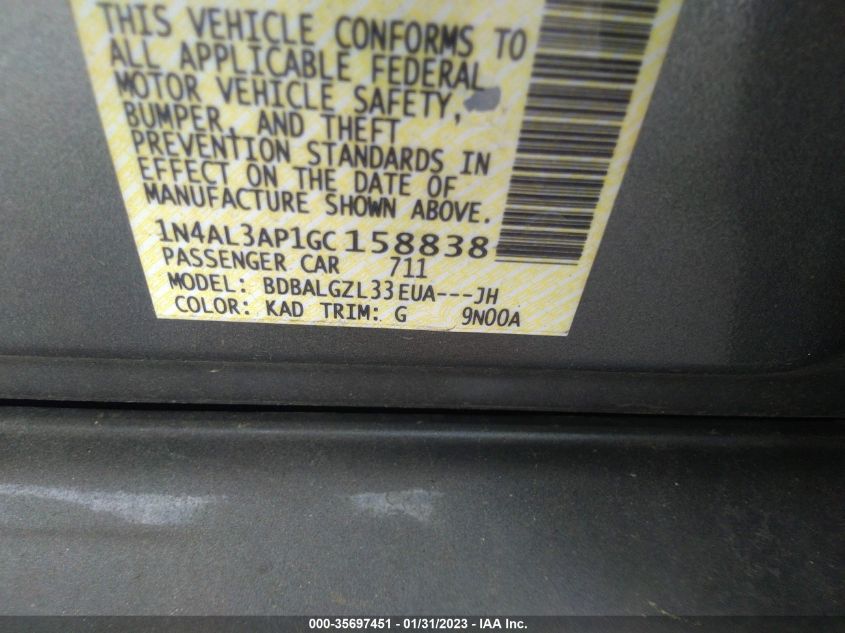 THIS VEHICLE CONFORMS TO
ALL APPLICABLE FEDERAL
MOTOR VEHICLE SAFETY,
BUMPER, AND THEFT
PREVENTION STANDARDS IN
EFFECT ON THE DATE OF
MANUFACTURE SHOWN ABOVE.
1N4AL3AP1GC158838
PASSENGER CAR 711
MODEL: BDBALGZL33EUA---JH
COLOR: KAD TRIM: G 9N00A
000-35697451 / 01/31/2023 - IAA Inc.